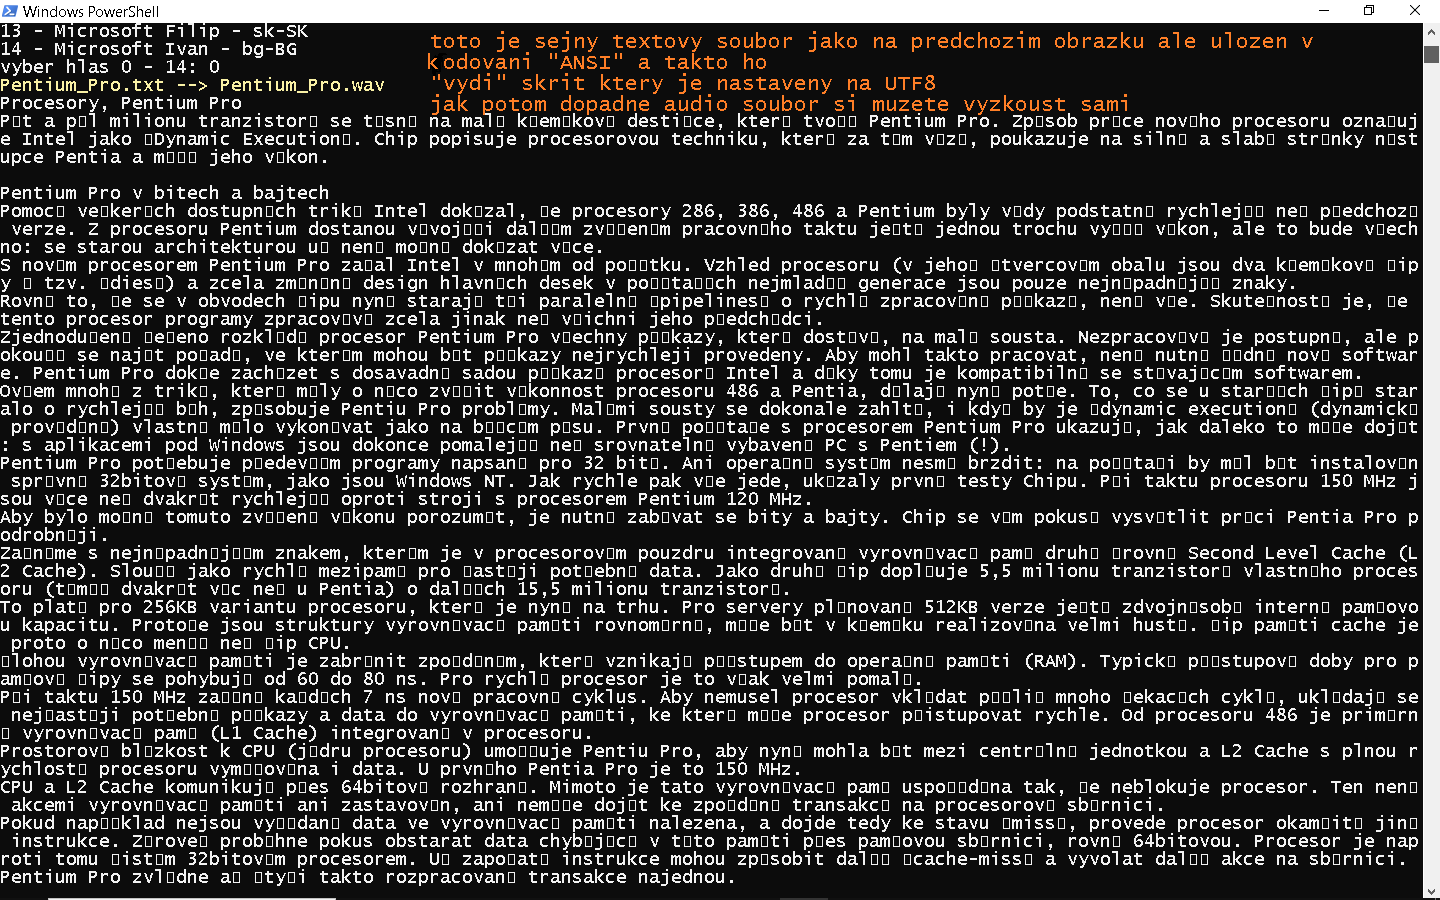 Windows PowerShell
13 - Microsoft Filip - sk-SK
14 - Microsoft Ivan - bg-BG
vyber hlas 0 - 14: 0
Pentium_Pro.txt --> Pentium_Pro.wav
toto je sejny textovy soubor jako na predchozim obrazku ale ulozen v
kodovani "ANSI" a takto ho
"vydi" skrit ktery je nastaveny na UTF8
jak potom dopadne audio soubor si muzete vyzkoust sami
Procesory, Pentium Pro
P▯t a p▯l milionu tranzistor▯ se t▯sn▯ na mal▯ k▯em▯kov▯ desti▯ce, kter▯ tvo▯▯ Pentium Pro. Zp▯sob pr▯ce nov▯ho procesoru ozna▯uj
e Intel jako ▯Dynamic Execution▯. Chip popisuje procesorovou techniku, kter▯ za t▯m v▯z▯, poukazuje na siln▯ a slab▯ str▯nky n▯st
upce Pentia a m▯▯▯ jeho v▯kon.
Pentium Pro v bitech a bajtech
Pomoc▯ ve▯ker▯ch dostupn▯ch trik▯ Intel dok▯zal, ▯e procesory 286, 386, 486 a Pentium byly v▯dy podstatn▯ rychlej▯▯ ne▯ p▯edchoz▯
verze. Z procesoru Pentium dostanou v▯voj▯▯i dal▯▯m zv▯▯en▯m pracovn▯ho taktu je▯t▯ jednou trochu vy▯▯▯ v▯kon, ale to bude v▯ech
no: se starou architekturou u▯ nen▯ mo▯n▯ dok▯zat v▯ce.
S nov▯m procesorem Pentium Pro za▯al Intel v mnoh▯m od po▯▯tku. Vzhled procesoru (v jeho▯ ▯tvercov▯m obalu jsou dva k▯em▯kov▯ ▯ip
y ▯ tzv. ▯dies▯) a zcela zm▯n▯n▯ design hlavn▯ch desek v po▯▯ta▯▯ch nejmlad▯▯ generace jsou pouze nejn▯padn▯j▯▯ znaky.
Rovn▯ to, ▯e se v obvodech ▯ipu nyn▯ staraj▯ t▯i paraleln▯ ▯pipelines▯ o rychl▯ zpracov▯n▯ p▯▯kaz▯, nen▯ v▯e. Skute▯nost▯ je, ▯e
tento procesor programy zpracov▯v▯ zcela jinak ne▯ v▯ichni jeho p▯edch▯dci.
Zjednodu▯en▯ ▯e▯eno rozkl▯d▯ procesor Pentium Pro v▯echny p▯▯kazy, kter▯ dost▯v▯, na mal▯ sousta. Nezpracov▯v▯ je postupn▯, ale p
okou▯▯ se naj▯t po▯ad▯, ve kter▯m mohou b▯t p▯▯kazy nejrychleji provedeny. Aby mohl takto pracovat, nen▯ nutn▯ ▯▯dn▯ nov▯ softwar
e. Pentium Pro dok▯e zach▯zet s dosavadn▯ sadou p▯▯kaz▯ procesor▯ Intel a d▯ky tomu je kompatibiln▯ se st▯vaj▯c▯m softwarem.
Ov▯em mnoh▯ z trik▯, kter▯ m▯ly o n▯co zv▯▯it v▯konnost procesoru 486 a Pentia, d▯laj▯ nyn▯ pot▯e. To, co se u star▯▯ch ▯ip▯ star
alo o rychlej▯▯ b▯h, zp▯sobuje Pentiu Pro probl▯my. Mal▯mi sousty se dokonale zahlt▯, i kdy▯ by je ▯dynamic execution▯ (dynamick▯
prov▯d▯n▯) vlastn▯ m▯lo vykon▯vat jako na b▯▯c▯m p▯su. Prvn▯ po▯▯ta▯e s procesorem Pentium Pro ukazuj▯, jak daleko to m▯▯e doj▯t
: s aplikacemi pod Windows jsou dokonce pomalej▯▯ ne▯ srovnateln▯ vybaven▯ PC s Pentiem (!).
Pentium Pro pot▯ebuje p▯edev▯▯m programy napsan▯ pro 32 bit▯. Ani opera▯n▯ syst▯m nesm▯ brzdit: na po▯▯ta▯i by m▯l b▯t instalov▯n
spr▯vn▯ 32bitov▯ syst▯m, jako jsou Windows NT. Jak rychle pak v▯e jede, uk▯zaly prvn▯ testy Chipu. P▯i taktu procesoru 150 MHz j
sou v▯ce ne▯ dvakr▯t rychlej▯▯ oproti stroji s procesorem Pentium 120 MHz.
Aby bylo mo▯n▯ tomuto zv▯▯en▯ v▯konu porozum▯t, je nutn▯ zab▯vat se bity a bajty. Chip se v▯m pokus▯ vysv▯tlit pr▯ci Pentia Pro p
odrobn▯ji.
Za▯n▯me s nejn▯padn▯j▯▯m znakem, kter▯m je v procesorov▯m pouzdru integrovan▯ vyrovn▯vac▯ pam▯ druh▯ ▯rovn▯ Second Level Cache (L
2 Cache). Slou▯▯ jako rychl▯ mezipam▯ pro ▯ast▯ji pot▯ebn▯ data. Jako druh▯ ▯ip dopl▯uje 5,5 milionu tranzistor▯ vlastn▯ho proces
oru (t▯m▯▯ dvakr▯t v▯c ne▯ u Pentia) o dal▯▯ch 15,5 milionu tranzistor▯.
To plat▯ pro 256KB variantu procesoru, kter▯ je nyn▯ na trhu. Pro servery pl▯novan▯ 512KB verze je▯t▯ zdvojn▯sob▯ intern▯ pam▯ovo
u kapacitu. Proto▯e jsou struktury vyrovn▯vac▯ pam▯ti rovnom▯rn▯, m▯▯e b▯t v k▯em▯ku realizov▯na velmi hust▯. ▯ip pam▯ti cache je
proto o n▯co men▯▯ ne▯ ▯ip CPU.
▯lohou vyrovn▯vac▯ pam▯ti je zabr▯nit zpo▯d▯n▯m, kter▯ vznikaj▯ p▯▯stupem do opera▯n▯ pam▯ti (RAM). Typick▯ p▯▯stupov▯ doby pro p
am▯ov▯ ▯ipy se pohybuj▯ od 60 do 80 ns. Pro rychl▯ procesor je to v▯ak velmi pomal▯.
P▯i taktu 150 MHz za▯▯n▯ ka▯d▯ch 7 ns nov▯ pracovn▯ cyklus. Aby nemusel procesor vkl▯dat p▯▯li▯ mnoho ▯ekac▯ch cykl▯, ukl▯daj▯ se
nej▯ast▯ji pot▯ebn▯ p▯▯kazy a data do vyrovn▯vac▯ pam▯ti, ke kter▯ m▯▯e procesor p▯istupovat rychle. Od procesoru 486 je prim▯rn
▯ vyrovn▯vac▯ pam▯ (L1 Cache) integrovan▯ v procesoru.
Prostorov▯ bl▯zkost k CPU (j▯dru procesoru) umo▯▯uje Pentiu Pro, aby nyn▯ mohla b▯t mezi centr▯ln▯ jednotkou a L2 Cache s plnou r
ychlost▯ procesoru vym▯▯ov▯na i data. U prvn▯ho Pentia Pro je to 150 MHz.
CPU a L2 Cache komunikuj▯ p▯es 64bitov▯ rozhran▯. Mimoto je tato vyrovn▯vac▯ pam▯ uspo▯▯d▯na tak, ▯e neblokuje procesor. Ten nen▯
akcemi vyrovn▯vac▯ pam▯ti ani zastavov▯n, ani nem▯▯e doj▯t ke zpo▯d▯n▯ transakc▯ na procesorov▯ sb▯rnici.
Pokud nap▯▯klad nejsou vy▯▯dan▯ data ve vyrovn▯vac▯ pam▯ti nalezena, a dojde tedy ke stavu ▯miss▯, provede procesor okam▯it▯ jin▯
instrukce. Z▯rove▯ prob▯hne pokus obstarat data chyb▯j▯c▯ v t▯to pam▯ti p▯es pam▯ovou sb▯rnici, rovn▯ 64bitovou. Procesor je nap
roti tomu ▯ist▯m 32bitov▯m procesorem. U▯ zapo▯at▯ instrukce mohou zp▯sobit dal▯▯ ▯cache-miss▯ a vyvolat dal▯▯ akce na sb▯rnici.
Pentium Pro zvl▯dne a▯ ▯ty▯i takto rozpracovan▯ transakce najednou.